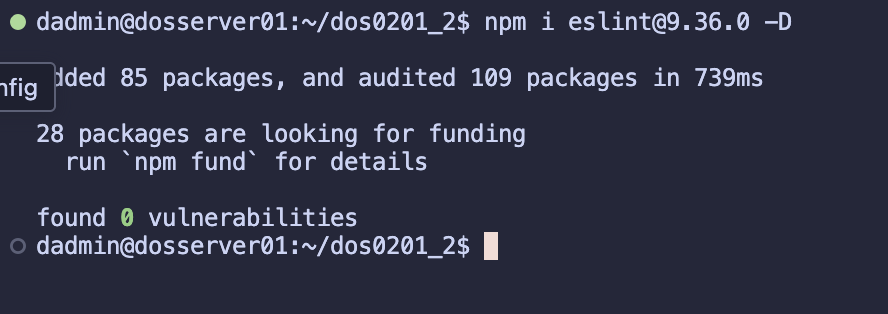 dadmin@dosserver01:~/dos0201_2$ npm i eslint@9.36.0 -D
dded 85 packages, and audited 109 packages in 739ms
nfig
28 packages are looking for funding
run `npm fund` for details
found 0 vulnerabilities
dadmin@dosserver01:~/dos0201_2$